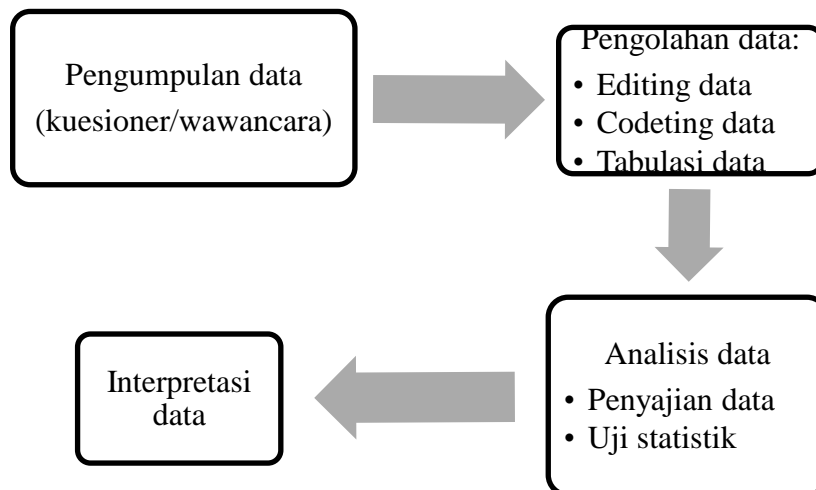 Pengumpulan data
(kuesioner/wawancara)
Pengolahan data:
• Editing data
• Codeting data
• Tabulasi data
Analisis data
• Penyajian data
• Uji statistik
Interpretasi
data